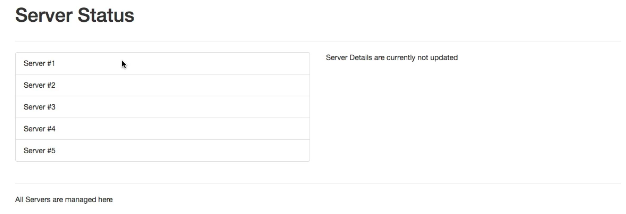 Server Status
Server #1
Server Details are currently not updated
Server #2
Server #3
Server #4
Server #5
All Servers are managed here